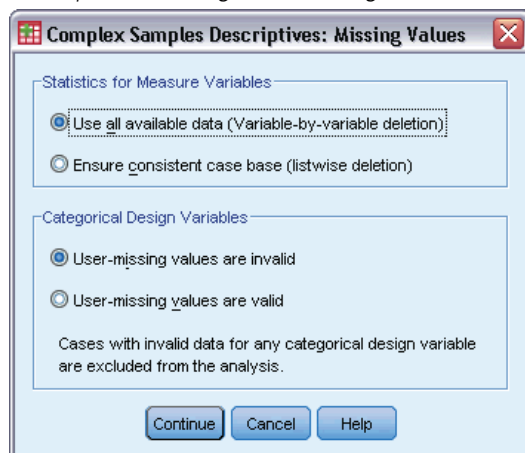 Complex Samples Descriptives: Missing Values
Statistics for Measure Variables
Use all available data (Variable-by-variable deletion)
Ensure consistent case base (listwise deletion)
Categorical Design Variables
User-missing values are invalid
User-missing values are valid
Cases with invalid data for any categorical design variable
are excluded from the analysis.
Continue Cancel Help